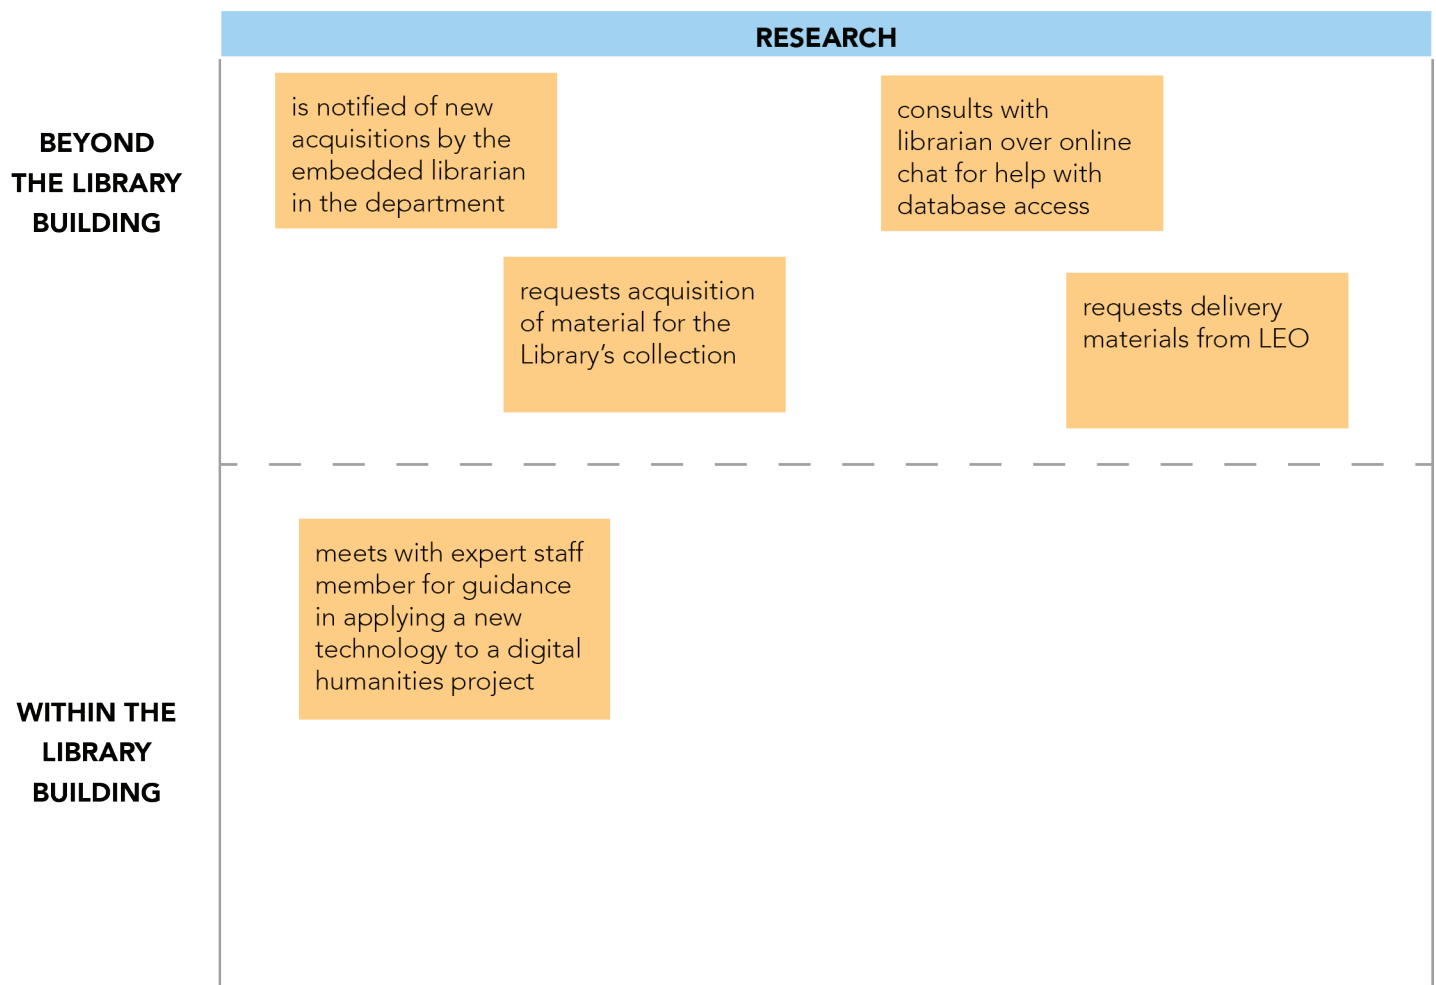 RESEARCH
BEYOND
THE LIBRARY
BUILDING
is notified of new
acquisitions by the
embedded librarian
in the department
consults with
librarian over online
chat for help with
database access
requests acquisition
of material for the
Library’s collection
requests delivery
materials from LEO
WITHIN THE
LIBRARY
BUILDING
meets with expert staff
member for guidance
in applying a new
technology to a digital
humanities project